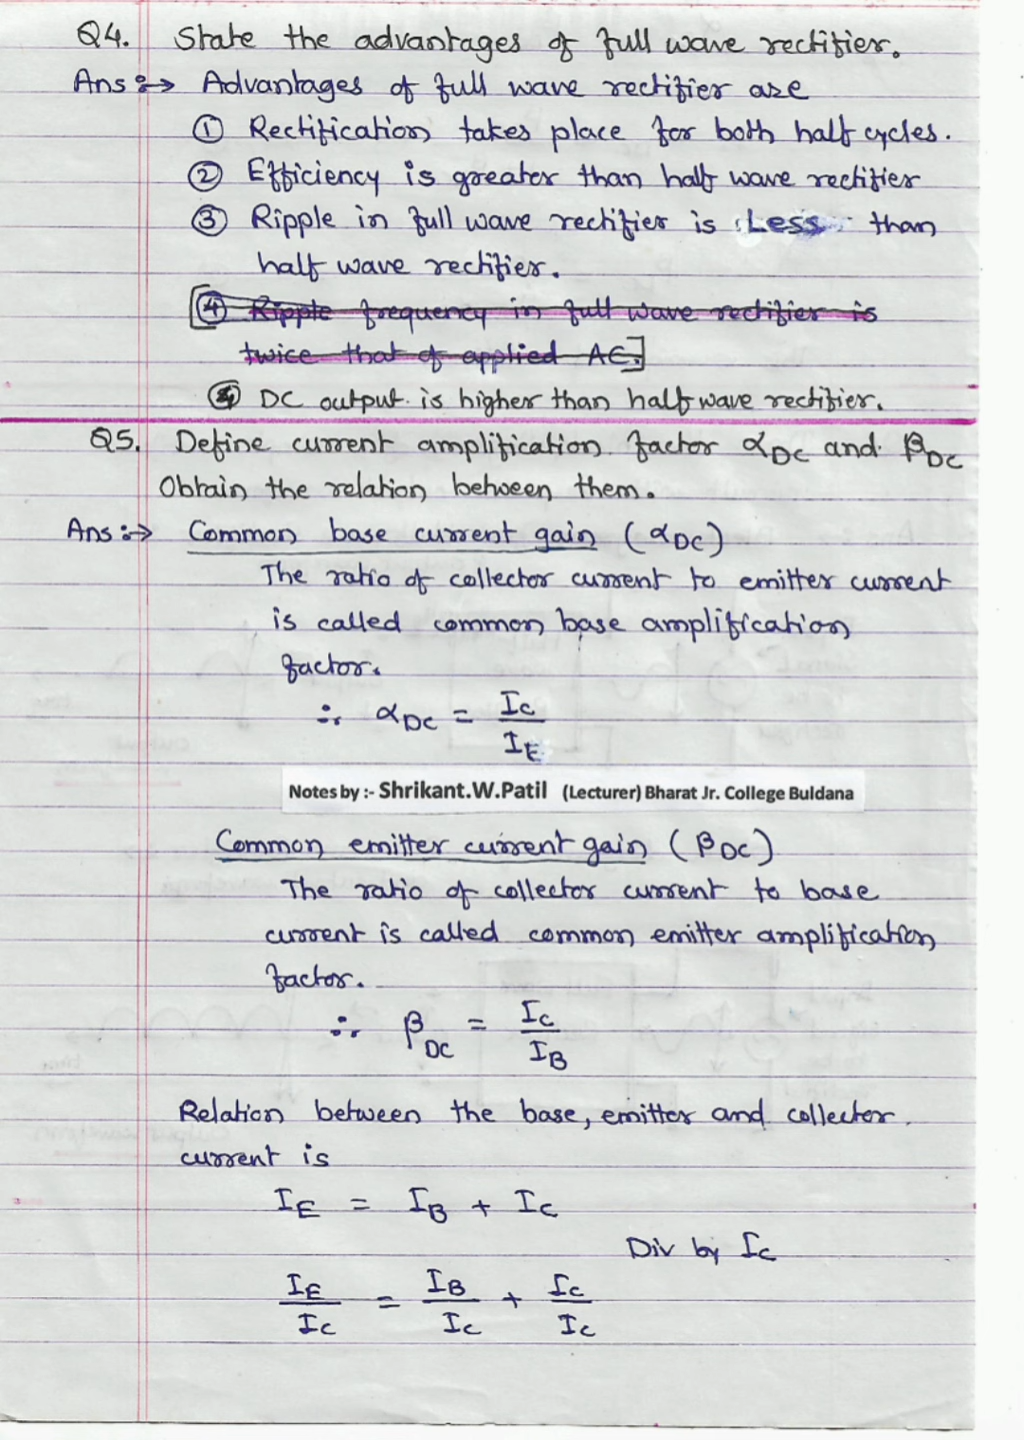 Q4. State the advantages of full wave rectifier.
Ans :→ Advantages of full wave rectifier are
① Rectification takes place for both half cycles.
② Efficiency is greater than half wave rectifier
③ Ripple in full wave rectifier is Less than
half wave rectifier.
[④ Ripple frequency in full wave rectifier is
twice that of applied AC.]
④ DC output is higher than half wave rectifier.
Q5. Define current amplification factor αDC and βDC
Obtain the relation between them.
Ans :→ Common base current gain (αDC)
The ratio of collector current to emitter current
is called common base amplification
factor.
∴ αDC = IC / IE
Notes by :- Shrikant.W.Patil (Lecturer) Bharat Jr. College Buldana
Common emitter current gain (βDC)
The ratio of collector current to base
current is called common emitter amplification
factor.
∴ βDC = IC / IB
Relation between the base, emitter and collector
current is
IE = IB + IC
Div by IC
IE / IC = IB / IC + IC / IC